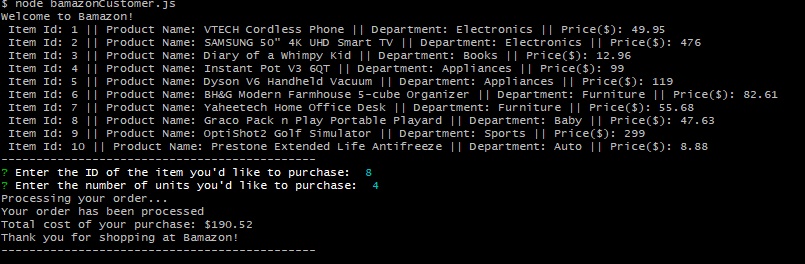 $ node bamazonCustomer.js
Welcome to Bamazon!
Item Id: 1 || Product Name: VTECH Cordless Phone || Department: Electronics || Price($): 49.95
Item Id: 2 || Product Name: SAMSUNG 50" 4K UHD Smart TV || Department: Electronics || Price($): 476
Item Id: 3 || Product Name: Diary of a Whimpy Kid || Department: Books || Price($): 12.96
Item Id: 4 || Product Name: Instant Pot V3 6QT || Department: Appliances || Price($): 99
Item Id: 5 || Product Name: Dyson V6 Handheld Vacuum || Department: Appliances || Price($): 119
Item Id: 6 || Product Name: BH&G Modern Farmhouse 5-cube Organizer || Department: Furniture || Price($): 82.61
Item Id: 7 || Product Name: Yaheetech Home Office Desk || Department: Furniture || Price($): 55.68
Item Id: 8 || Product Name: Graco Pack n Play Portable Playard || Department: Baby || Price($): 47.63
Item Id: 9 || Product Name: OptiShot2 Golf Simulator || Department: Sports || Price($): 299
Item Id: 10 || Product Name: Prestone Extended Life Antifreeze || Department: Auto || Price($): 8.88
---------------------------------------------
? Enter the ID of the item you'd like to purchase:  8
? Enter the number of units you'd like to purchase:  4
Processing your order...
Your order has been processed
Total cost of your purchase: $190.52
Thank you for shopping at Bamazon!
---------------------------------------------